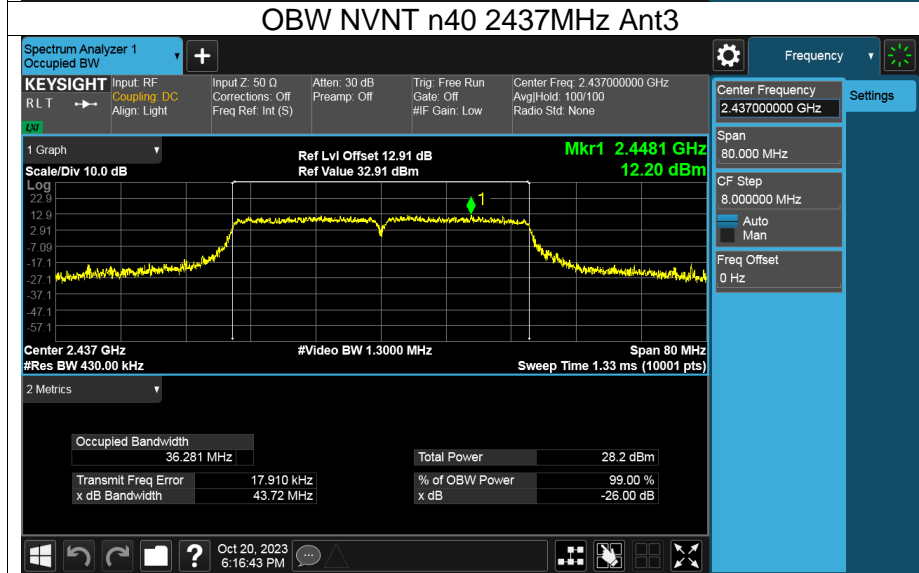 OBW NVNT n40 2437MHz Ant3
Spectrum Analyzer 1
Occupied BW
+
Frequency
KEYSIGHT
R L T
LXI
Input: RF
Coupling: DC
Align: Light
Input Z: 50 Ω
Corrections: Off
Freq Ref: Int (S)
Atten: 30 dB
Preamp: Off
Trig: Free Run
Gate: Off
#IF Gain: Low
Center Freq: 2.437000000 GHz
Avg|Hold: 100/100
Radio Std: None
Center Frequency
2.437000000 GHz
Settings
Span
80.000 MHz
CF Step
8.000000 MHz
Auto
Man
Freq Offset
0 Hz
1 Graph
Scale/Div 10.0 dB
Ref Lvl Offset 12.91 dB
Ref Value 32.91 dBm
Mkr1 2.4481 GHz
12.20 dBm
Log
22.9
12.9
2.91
-7.09
-17.1
-27.1
-37.1
-47.1
-57.1
1
Center 2.437 GHz
#Res BW 430.00 kHz
#Video BW 1.3000 MHz
Span 80 MHz
Sweep Time 1.33 ms (10001 pts)
2 Metrics
Occupied Bandwidth
36.281 MHz
Total Power 28.2 dBm
Transmit Freq Error 17.910 kHz
% of OBW Power 99.00 %
x dB Bandwidth 43.72 MHz
x dB -26.00 dB
?
Oct 20, 2023
6:16:43 PM